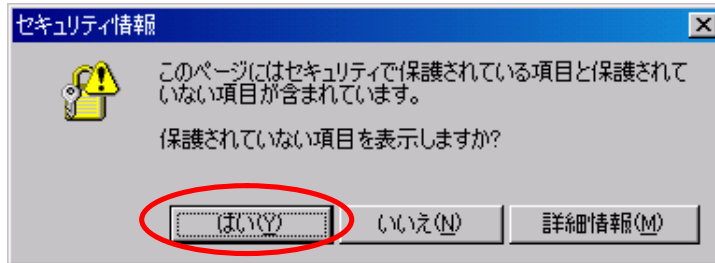 セキュリティ情報
このページにはセキュリティで保護されている項目と保護されて
いない項目が含まれています。
保護されていない項目を表示しますか?
はい(Y) いいえ(N) 詳細情報(M)